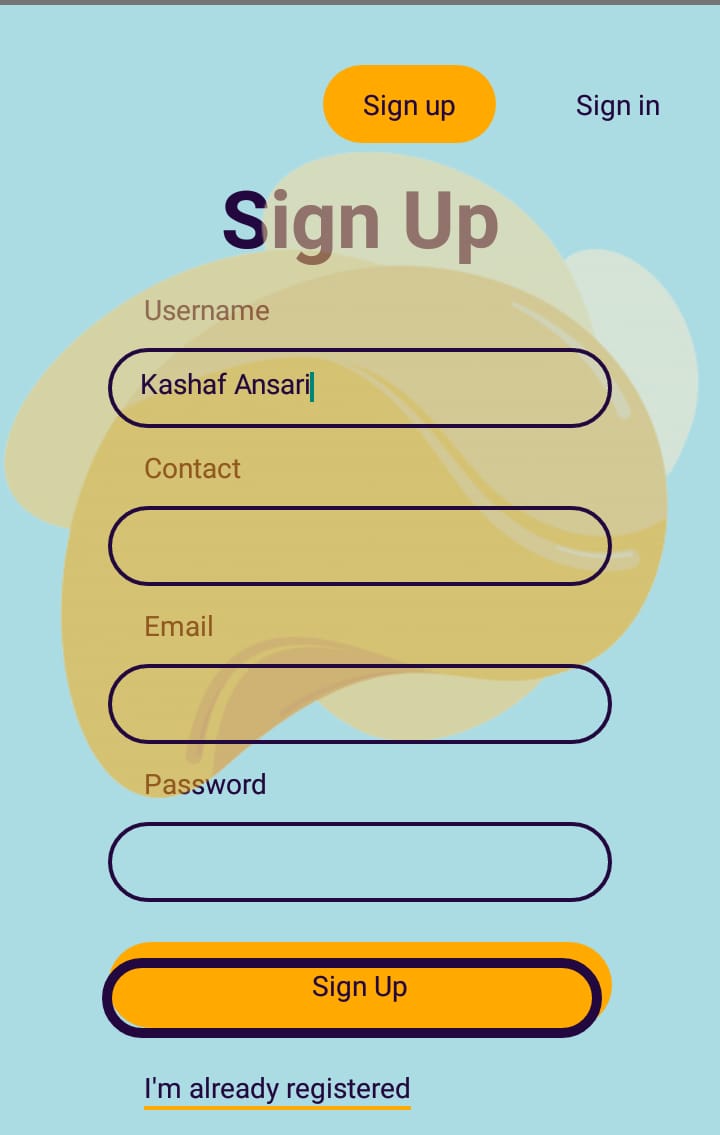 Sign up Sign in
Sign Up
Username
Kashaf Ansari
Contact
Email
Password
Sign Up
I'm already registered